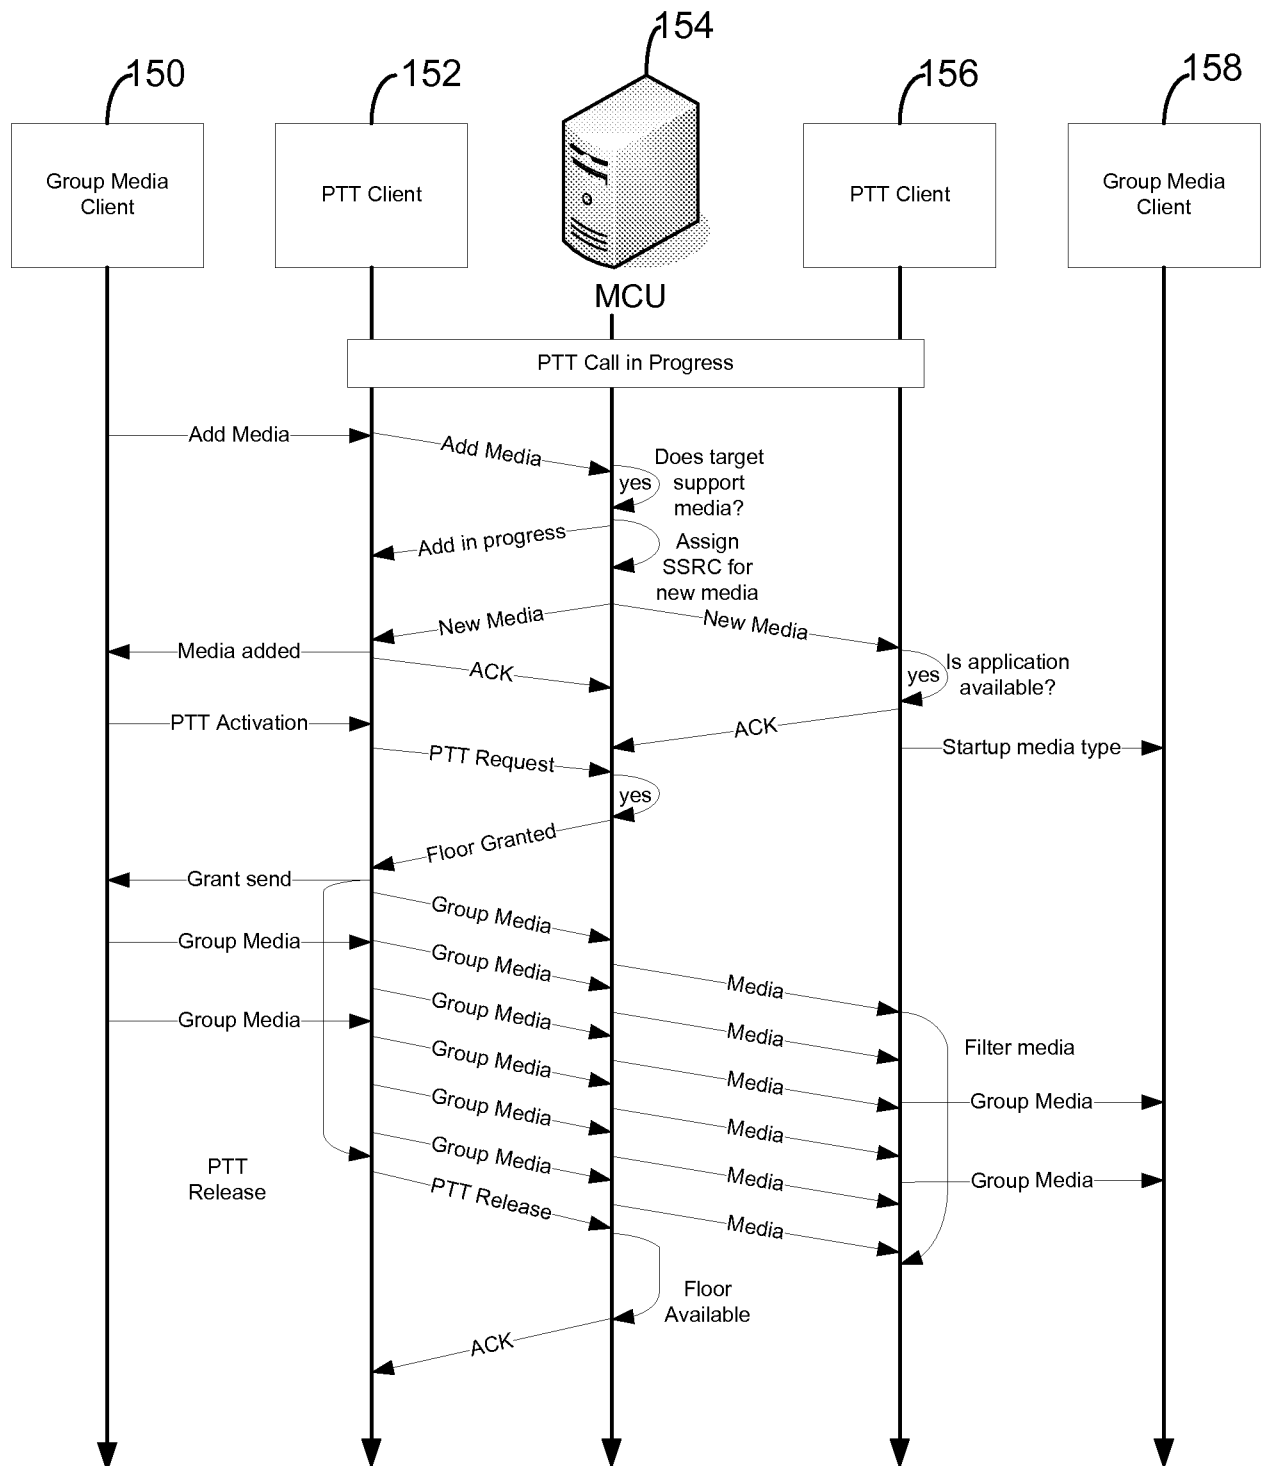 150
152
154
156
158
Group Media
Client
PTT Client
MCU
PTT Client
Group Media
Client
PTT Call in Progress
Add Media
Add Media
Does target
support
media?
yes
Add in progress
Assign
SSRC for
new media
New Media
New Media
Media added
ACK
Is application
available?
yes
PTT Activation
ACK
PTT Request
Startup media type
yes
Floor Granted
Grant send
Group Media
Group Media
Group Media
Media
Group Media
Group Media
Media
Filter media
Group Media
Media
Group Media
Group Media
Media
Group Media
PTT
Release
Media
Group Media
PTT Release
Media
Floor
Available
ACK